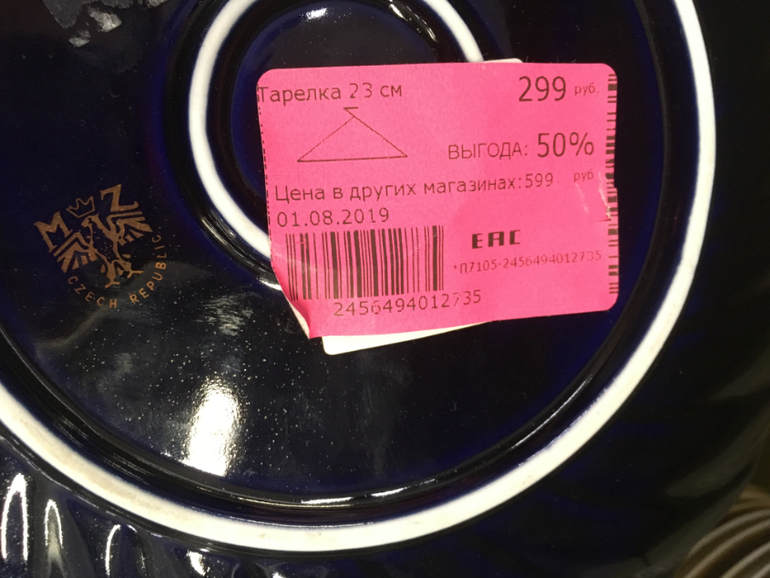 Тарелка 23 см
299 руб.
ВЫГОДА: 50%
Цена в других магазинах:599 руб
01.08.2019
EAC
*П7105-2456494012735
2456494012735
M Z
CZECH REPUBLIC